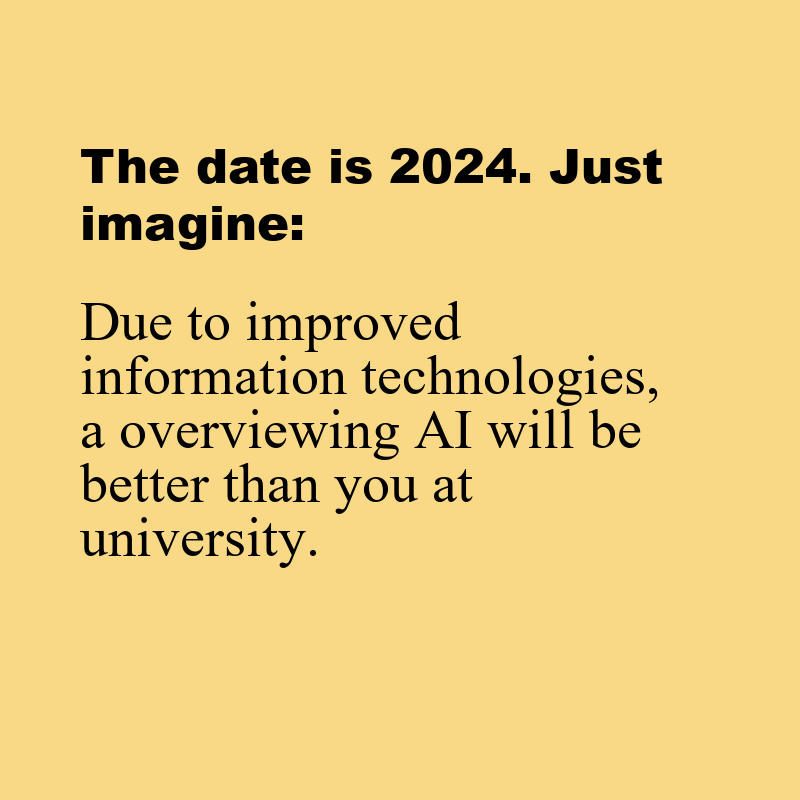 The date is 2024. Just
imagine:
Due to improved
information technologies,
a overviewing AI will be
better than you at
university.